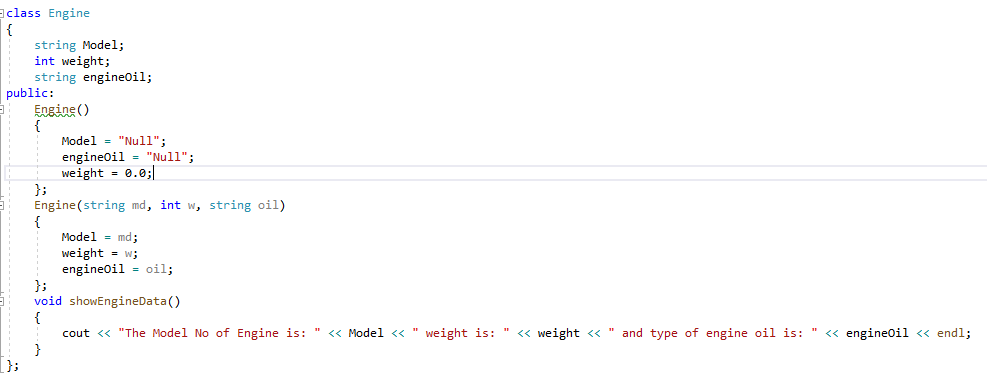 class Engine
{
    string Model;
    int weight;
    string engineOil;
public:
    Engine()
    {
        Model = "Null";
        engineOil = "Null";
        weight = 0.0;
    };
    Engine(string md, int w, string oil)
    {
        Model = md;
        weight = w;
        engineOil = oil;
    };
    void showEngineData()
    {
        cout << "The Model No of Engine is: " << Model << " weight is: " << weight << " and type of engine oil is: " << engineOil << endl;
    }
};